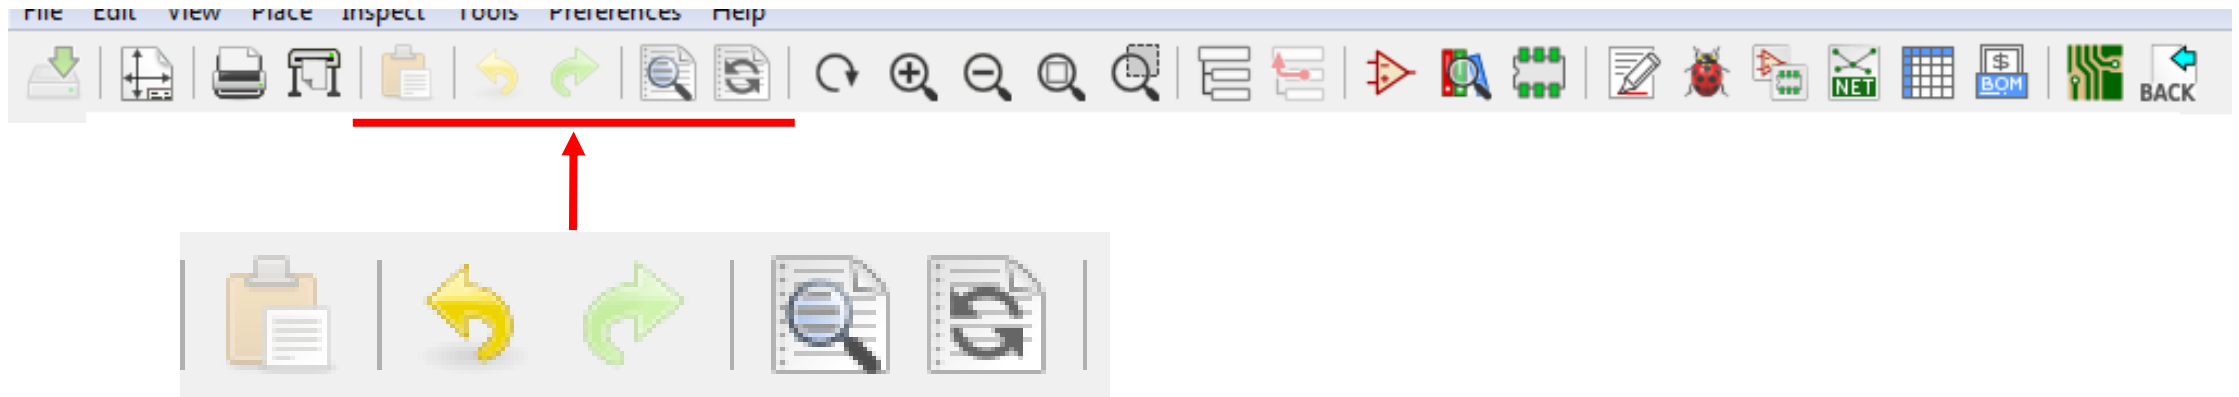 File Edit View Place Inspect Tools Preferences Help
NET
$
BOM
BACK